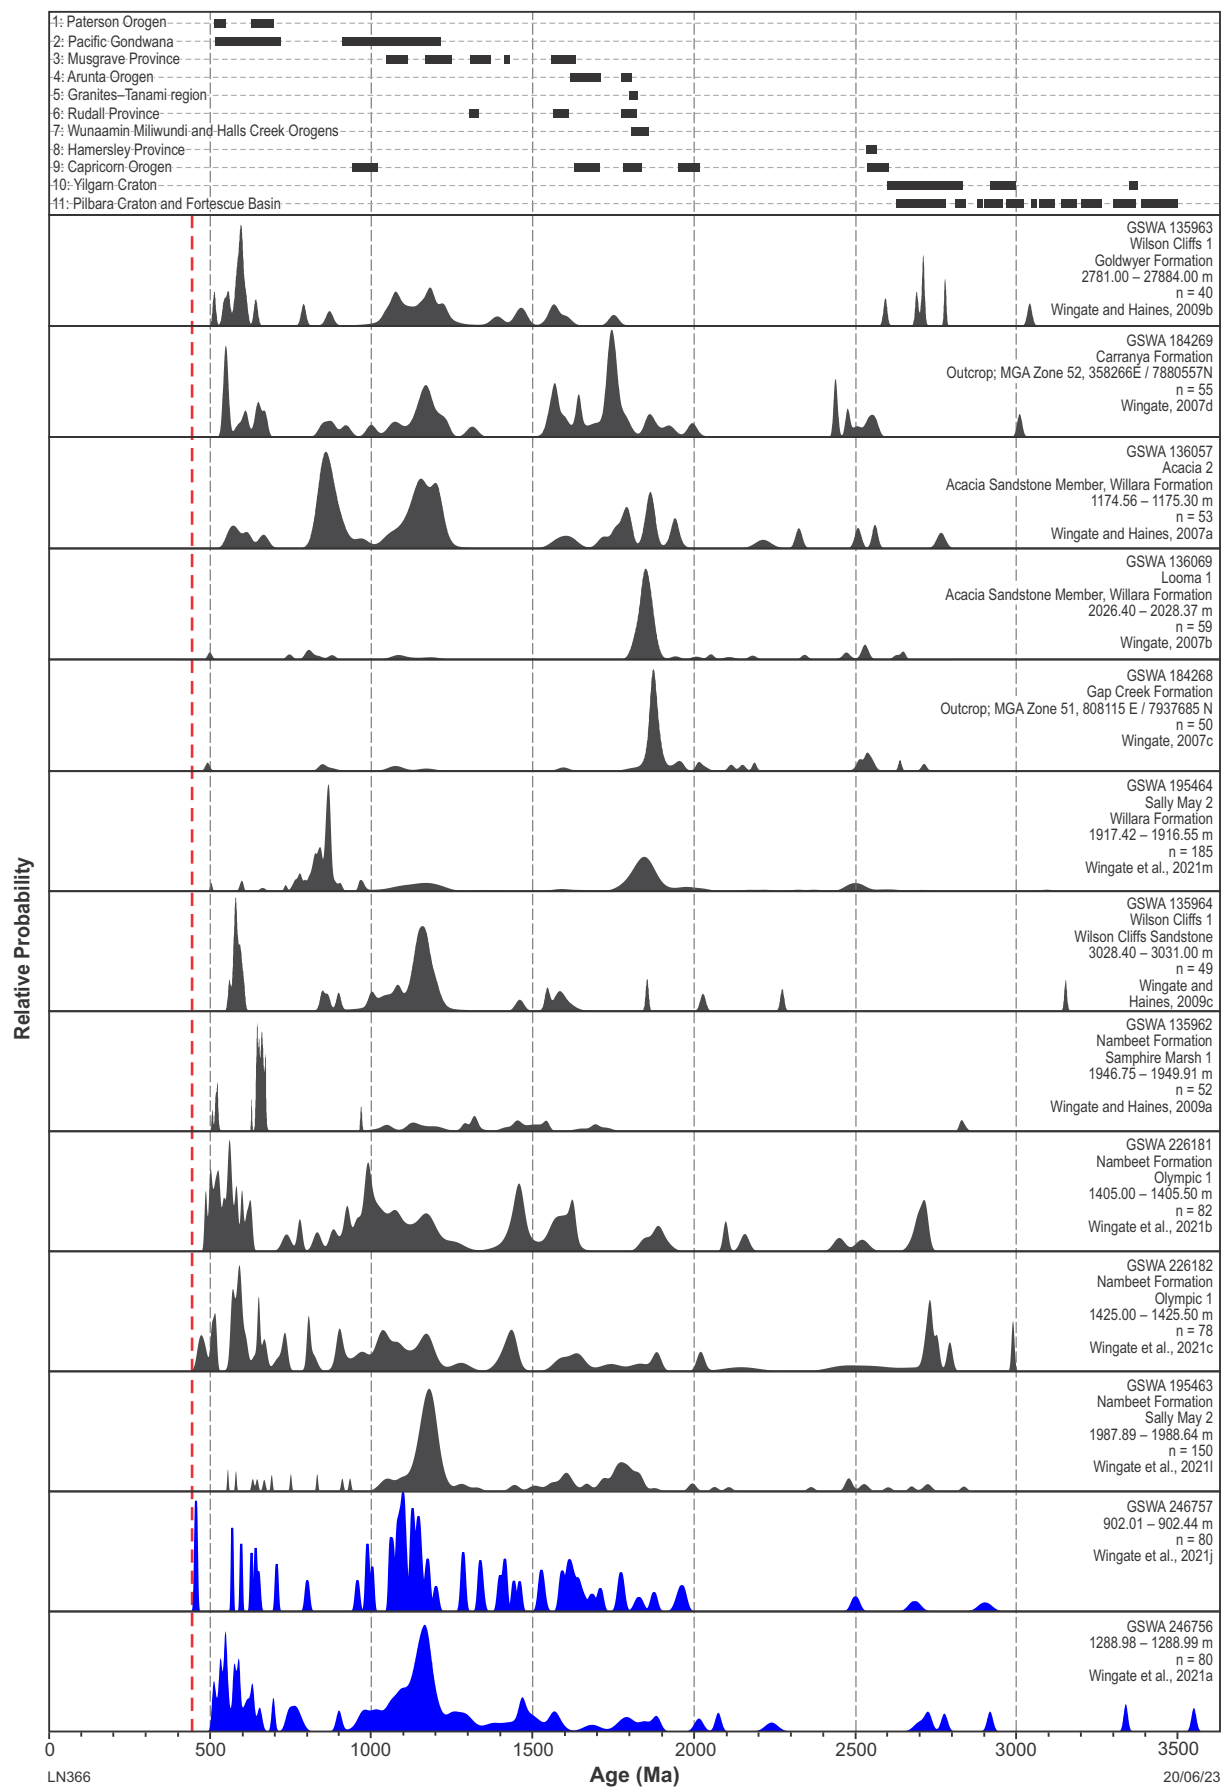 1: Paterson Orogen
2: Pacific Gondwana
3: Musgrave Province
4: Arunta Orogen
5: Granites–Tanami region
6: Rudall Province
7: Wunaamin Miliwundi and Halls Creek Orogens
8: Hamersley Province
9: Capricorn Orogen
10: Yilgarn Craton
11: Pilbara Craton and Fortescue Basin
GSWA 135963
Wilson Cliffs 1
Goldwyer Formation
2781.00 – 27884.00 m
n = 40
Wingate and Haines, 2009b
GSWA 184269
Carranya Formation
Outcrop; MGA Zone 52, 358266E / 7880557N
n = 55
Wingate, 2007d
GSWA 136057
Acacia 2
Acacia Sandstone Member, Willara Formation
1174.56 – 1175.30 m
n = 53
Wingate and Haines, 2007a
GSWA 136069
Looma 1
Acacia Sandstone Member, Willara Formation
2026.40 – 2028.37 m
n = 59
Wingate, 2007b
GSWA 184268
Gap Creek Formation
Outcrop; MGA Zone 51, 808115 E / 7937685 N
n = 50
Wingate, 2007c
GSWA 195464
Sally May 2
Willara Formation
1917.42 – 1916.55 m
n = 185
Wingate et al., 2021m
GSWA 135964
Wilson Cliffs 1
Wilson Cliffs Sandstone
3028.40 – 3031.00 m
n = 49
Wingate and
Haines, 2009c
GSWA 135962
Nambeet Formation
Samphire Marsh 1
1946.75 – 1949.91 m
n = 52
Wingate and Haines, 2009a
GSWA 226181
Nambeet Formation
Olympic 1
1405.00 – 1405.50 m
n = 82
Wingate et al., 2021b
GSWA 226182
Nambeet Formation
Olympic 1
1425.00 – 1425.50 m
n = 78
Wingate et al., 2021c
GSWA 195463
Nambeet Formation
Sally May 2
1987.89 – 1988.64 m
n = 150
Wingate et al., 2021l
GSWA 246757
902.01 – 902.44 m
n = 80
Wingate et al., 2021j
GSWA 246756
1288.98 – 1288.99 m
n = 80
Wingate et al., 2021a
Relative Probability
0 500 1000 1500 2000 2500 3000 3500
Age (Ma)
LN366
20/06/23